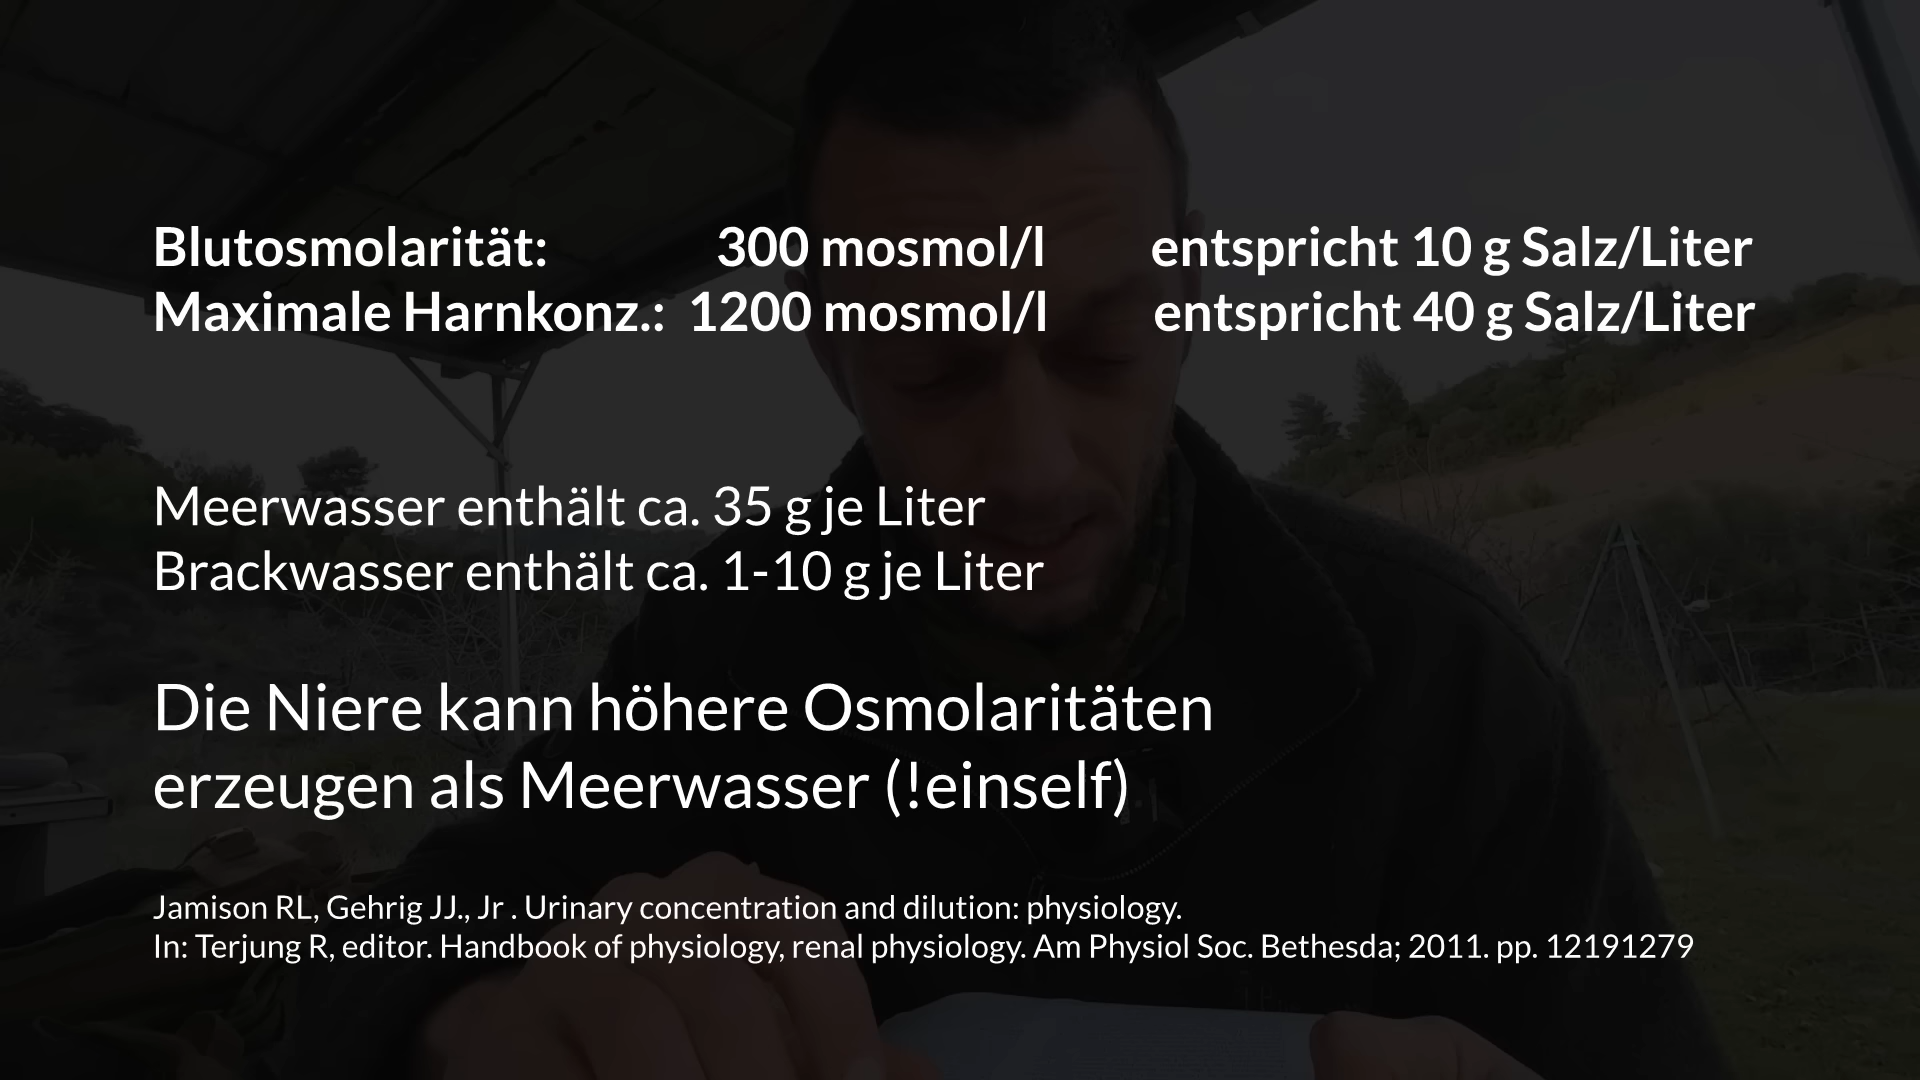 Blutosmolarität: 300 mosmol/l entspricht 10 g Salz/Liter
Maximale Harnkonz.: 1200 mosmol/l entspricht 40 g Salz/Liter
Meerwasser enthält ca. 35 g je Liter
Brackwasser enthält ca. 1-10 g je Liter
Die Niere kann höhere Osmolaritäten
erzeugen als Meerwasser (!einself)
Jamison RL, Gehrig JJ., Jr . Urinary concentration and dilution: physiology.
In: Terjung R, editor. Handbook of physiology, renal physiology. Am Physiol Soc. Bethesda; 2011. pp. 12191279